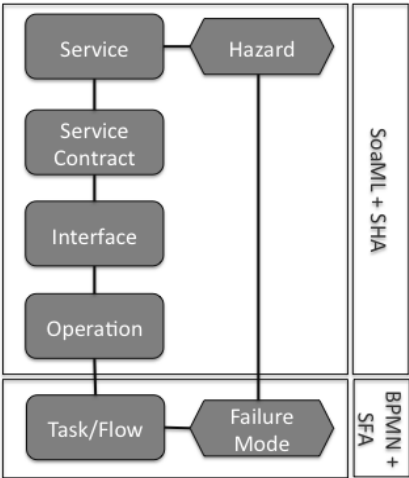 Service
Hazard
Service
Contract
Interface
Operation
SoaML + SHA
Task/Flow
Failure
Mode
BPMN +
SFA